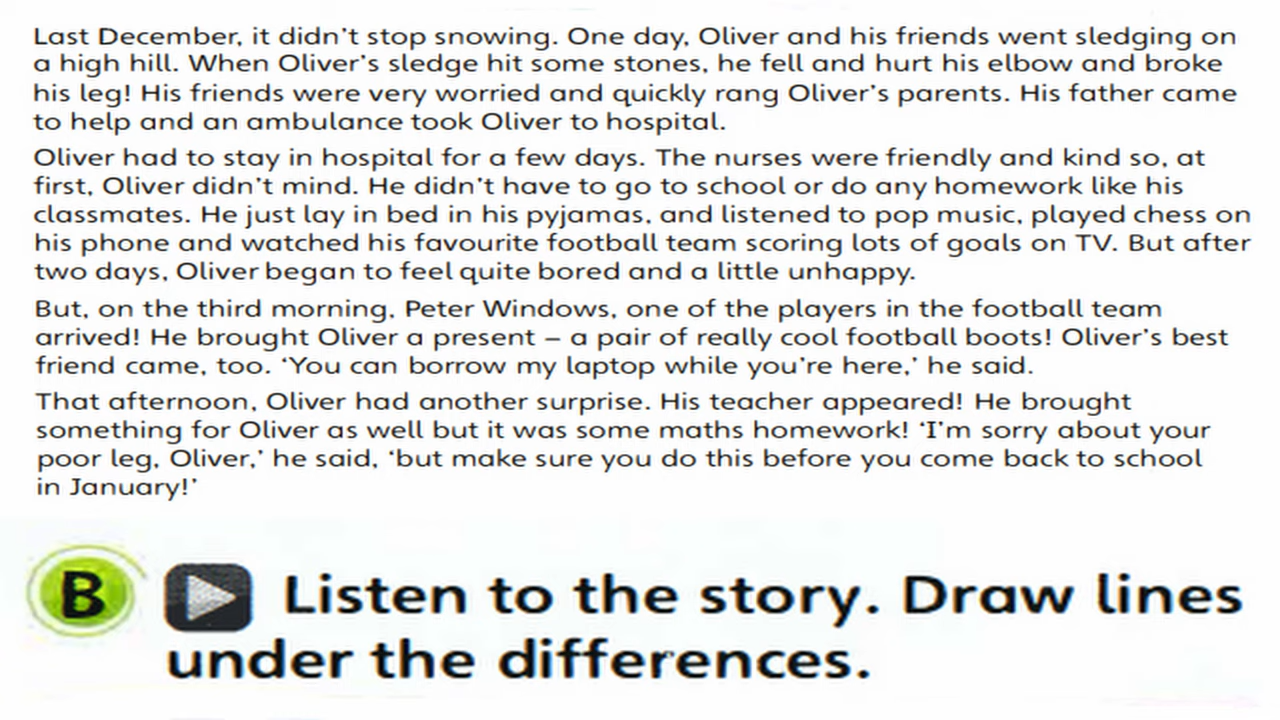 Last December, it didn't stop snowing. One day, Oliver and his friends went sledging on
a high hill. When Oliver's sledge hit some stones, he fell and hurt his elbow and broke
his leg! His friends were very worried and quickly rang Oliver's parents. His father came
to help and an ambulance took Oliver to hospital.
Oliver had to stay in hospital for a few days. The nurses were friendly and kind so, at
first, Oliver didn't mind. He didn't have to go to school or do any homework like his
classmates. He just lay in bed in his pyjamas, and listened to pop music, played chess on
his phone and watched his favourite football team scoring lots of goals on TV. But after
two days, Oliver began to feel quite bored and a little unhappy.
But, on the third morning, Peter Windows, one of the players in the football team
arrived! He brought Oliver a present – a pair of really cool football boots! Oliver's best
friend came, too. 'You can borrow my laptop while you're here,' he said.
That afternoon, Oliver had another surprise. His teacher appeared! He brought
something for Oliver as well but it was some maths homework! 'I'm sorry about your
poor leg, Oliver,' he said, 'but make sure you do this before you come back to school
in January!'
B Listen to the story. Draw lines
under the differences.